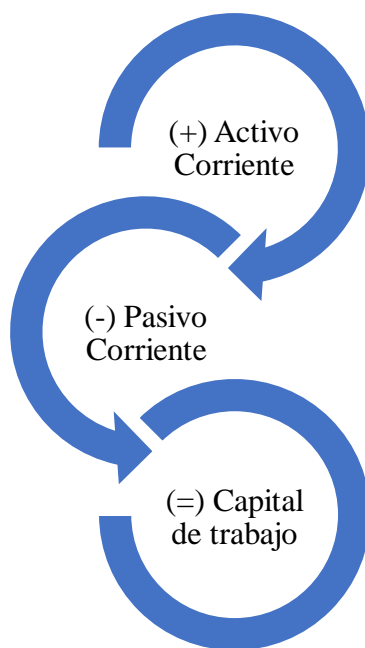 (+) Activo
Corriente
(-) Pasivo
Corriente
(=) Capital
de trabajo